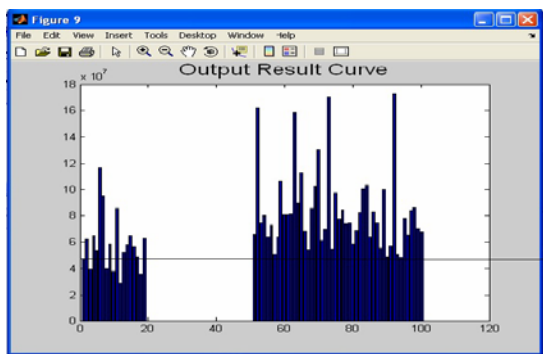 Figure 9
File Edit View Insert Tools Desktop Window Help
x 10^7
Output Result Curve
18
16
14
12
10
8
6
4
2
0
0 20 40 60 80 100 120